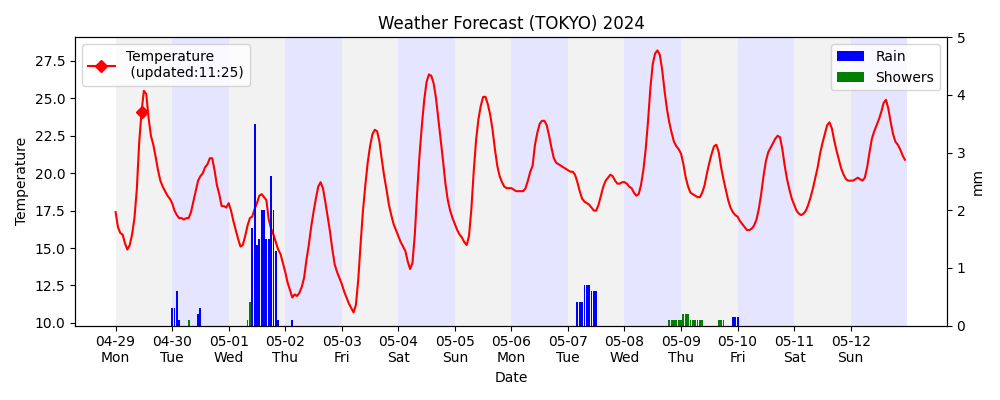 Weather Forecast (TOKYO) 2024
Temperature
(updated:11:25)
Rain
Showers
Temperature
27.5
25.0
22.5
20.0
17.5
15.0
12.5
10.0
5
4
3
2
1
0
mm
04-29 04-30 05-01 05-02 05-03 05-04 05-05 05-06 05-07 05-08 05-09 05-10 05-11 05-12
Mon Tue Wed Thu Fri Sat Sun Mon Tue Wed Thu Fri Sat Sun
Date